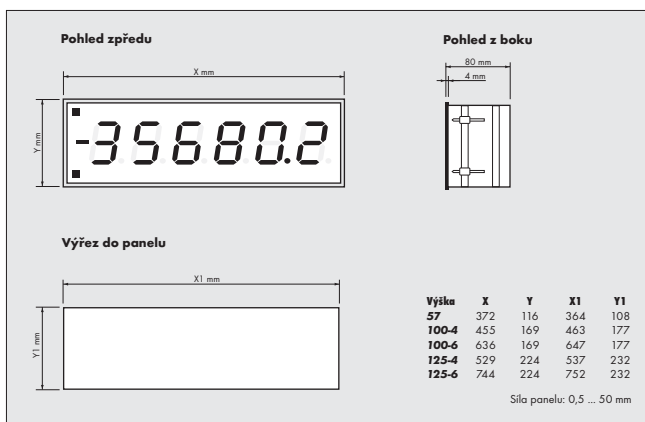 Pohled zpředu
Pohled z boku
X mm
80 mm
4 mm
Y mm
-35680.2
Výřez do panelu
X1 mm
Y1 mm
Výška X Y X1 Y1
57 372 116 364 108
100-4 455 169 463 177
100-6 636 169 647 177
125-4 529 224 537 232
125-6 744 224 752 232
Síla panelu: 0,5 ... 50 mm